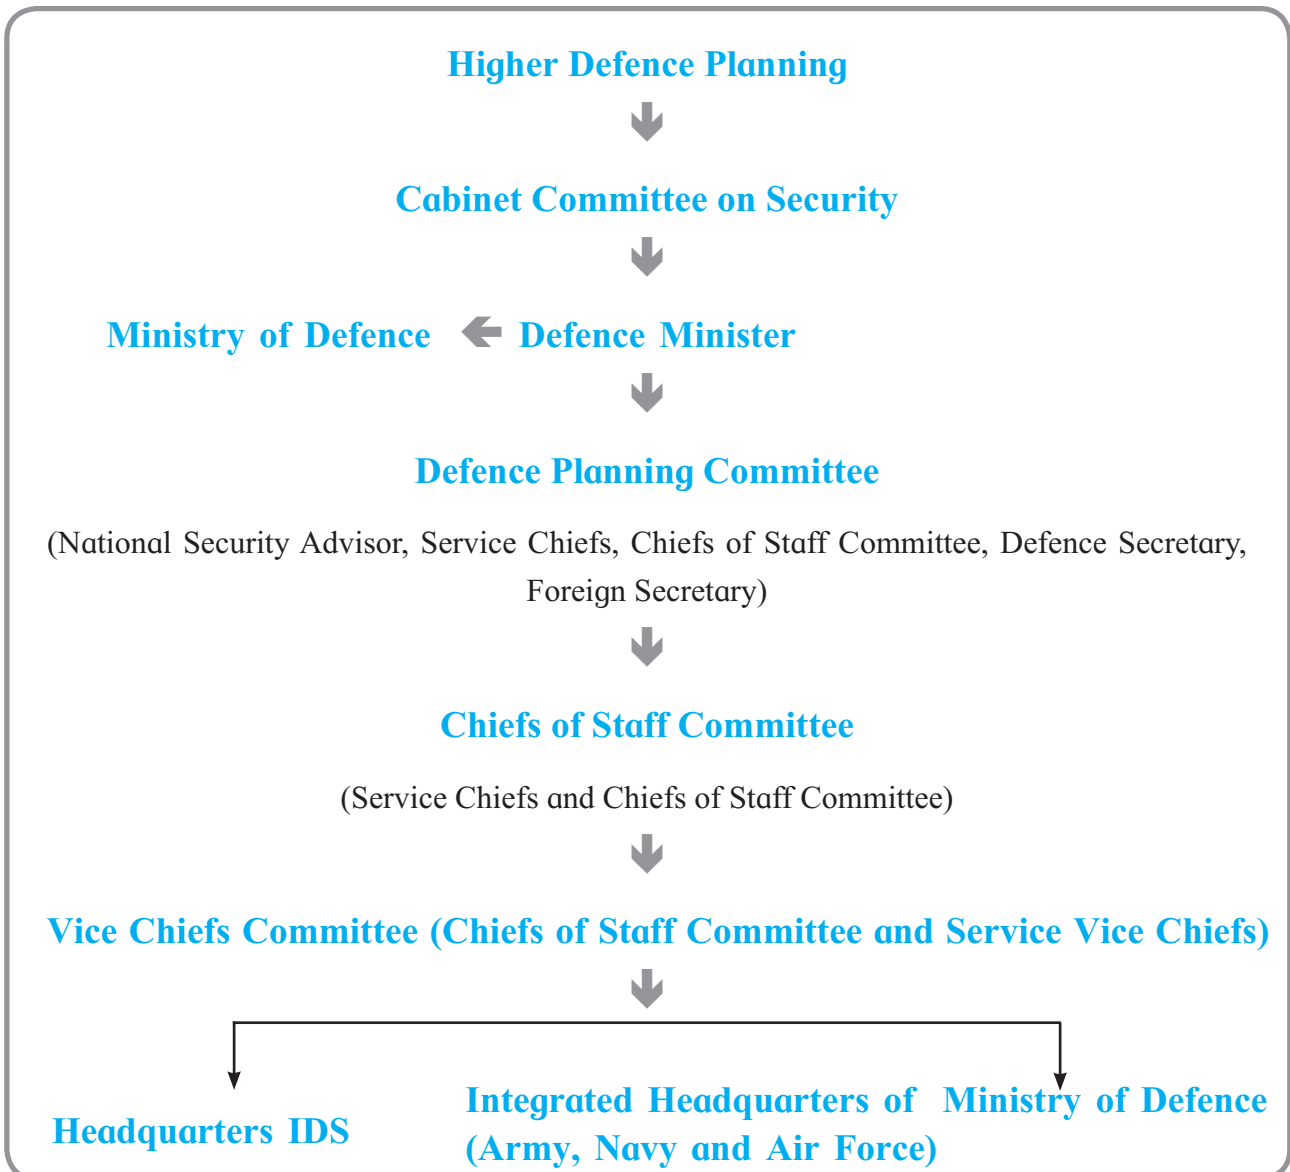 Higher Defence Planning
Cabinet Committee on Security
Ministry of Defence Defence Minister
Defence Planning Committee
(National Security Advisor, Service Chiefs, Chiefs of Staff Committee, Defence Secretary,
Foreign Secretary)
Chiefs of Staff Committee
(Service Chiefs and Chiefs of Staff Committee)
Vice Chiefs Committee (Chiefs of Staff Committee and Service Vice Chiefs)
Headquarters IDS
Integrated Headquarters of Ministry of Defence
(Army, Navy and Air Force)